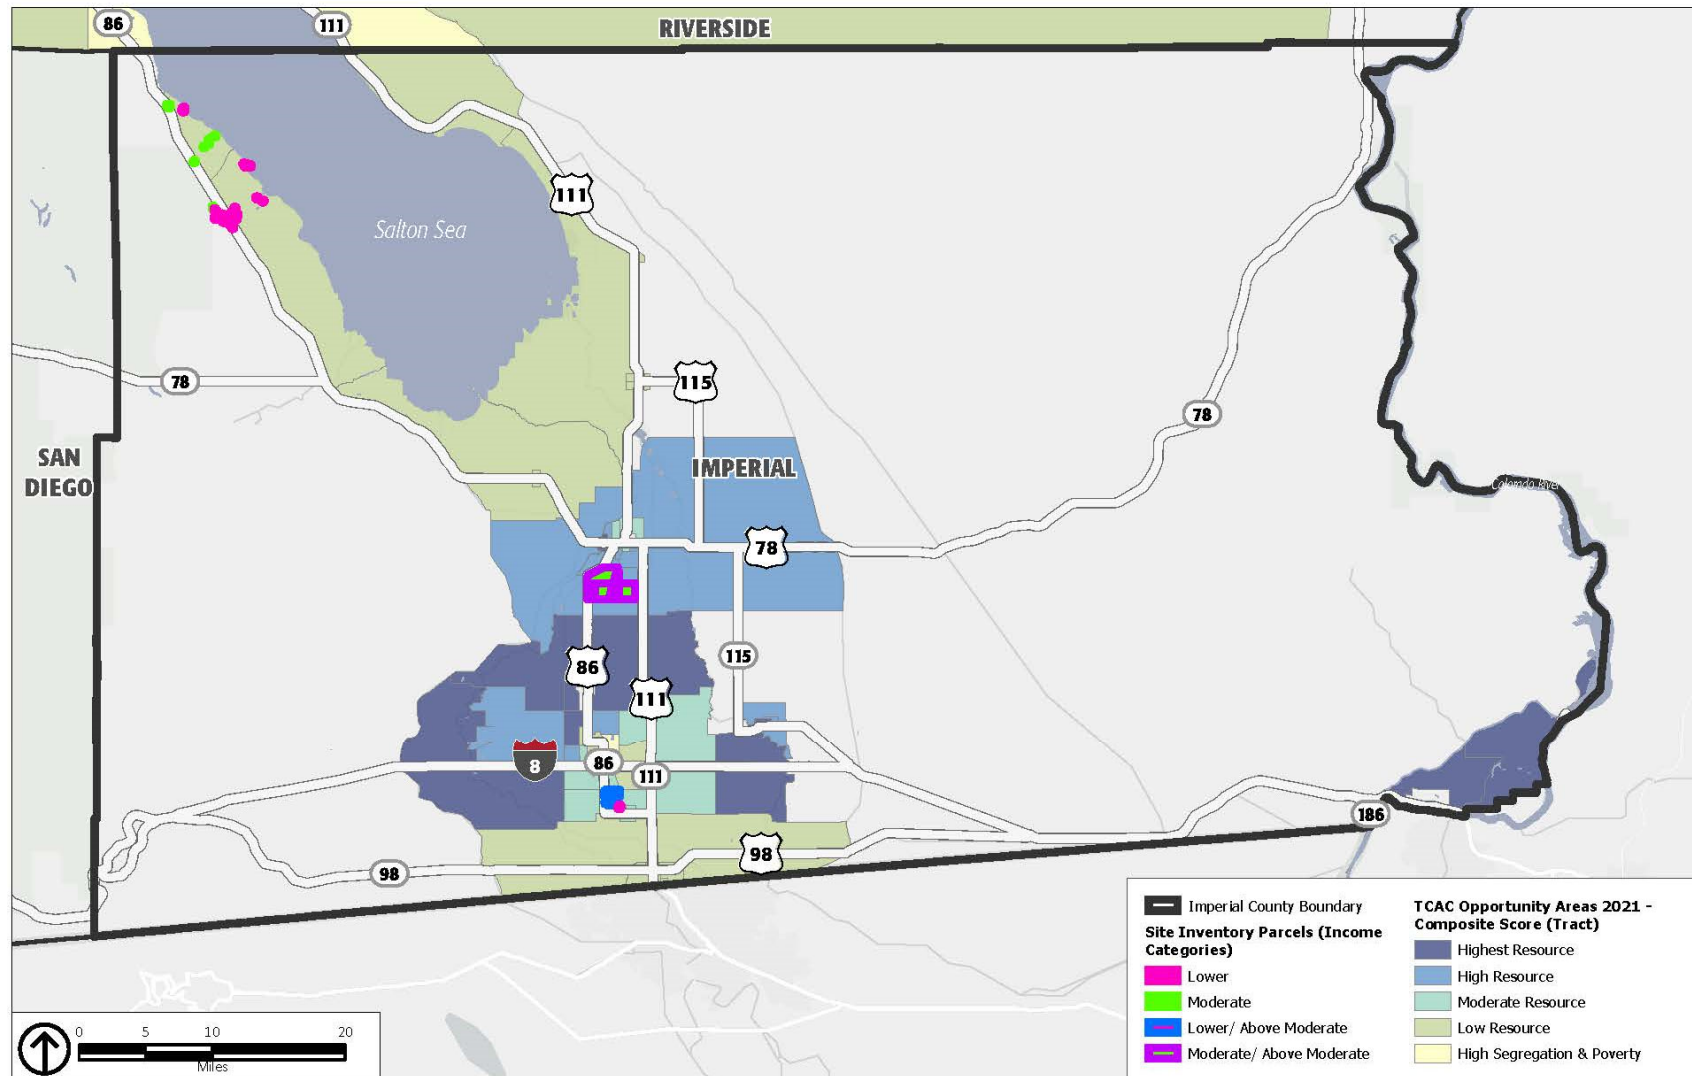 86
111
RIVERSIDE
111
Salton Sea
78
115
78
SAN
DIEGO
IMPERIAL
Colorado River
78
86
115
111
8
86
111
186
98
98
Imperial County Boundary
Site Inventory Parcels (Income
Categories)
Lower
Moderate
Lower/ Above Moderate
Moderate/ Above Moderate
TCAC Opportunity Areas 2021 -
Composite Score (Tract)
Highest Resource
High Resource
Moderate Resource
Low Resource
High Segregation & Poverty
0 5 10 20
Miles